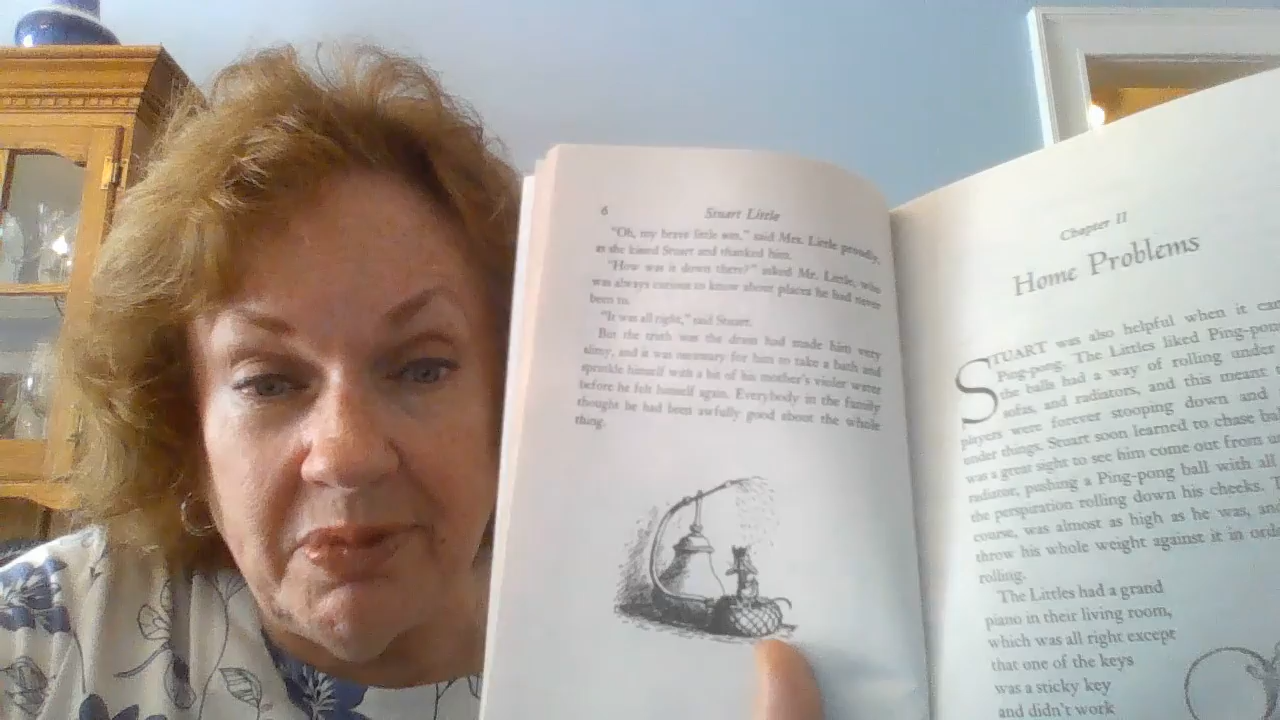 6
Stuart Little
"Oh, my brave little son," said Mrs. Little proudly,
as she kissed Stuart and thanked him.
"How was it down there?" asked Mr. Little, who
was always curious to know about places he had never
been to.
"It was all right," said Stuart.
But the truth was the drain had made him very
slimy, and it was necessary for him to take a bath and
sprinkle himself with a bit of his mother's violet water
before he felt himself again. Everybody in the family
thought he had been awfully good about the whole
thing.
Chapter II
Home Problems
STUART was also helpful when it
Ping-pong. The Littles liked
the balls had a way of rolling under
sofas, and radiators, and this meant
players were forever stooping down and
under things. Stuart soon learned to chase
was a great sight to see him come out from
radiator, pushing a Ping-pong ball with all
the perspiration rolling down his cheeks.
course, was almost as high as he was,
throw his whole weight against it in
rolling.
The Littles had a grand
piano in their living room,
which was all right except
that one of the keys
was a sticky key
and didn't work